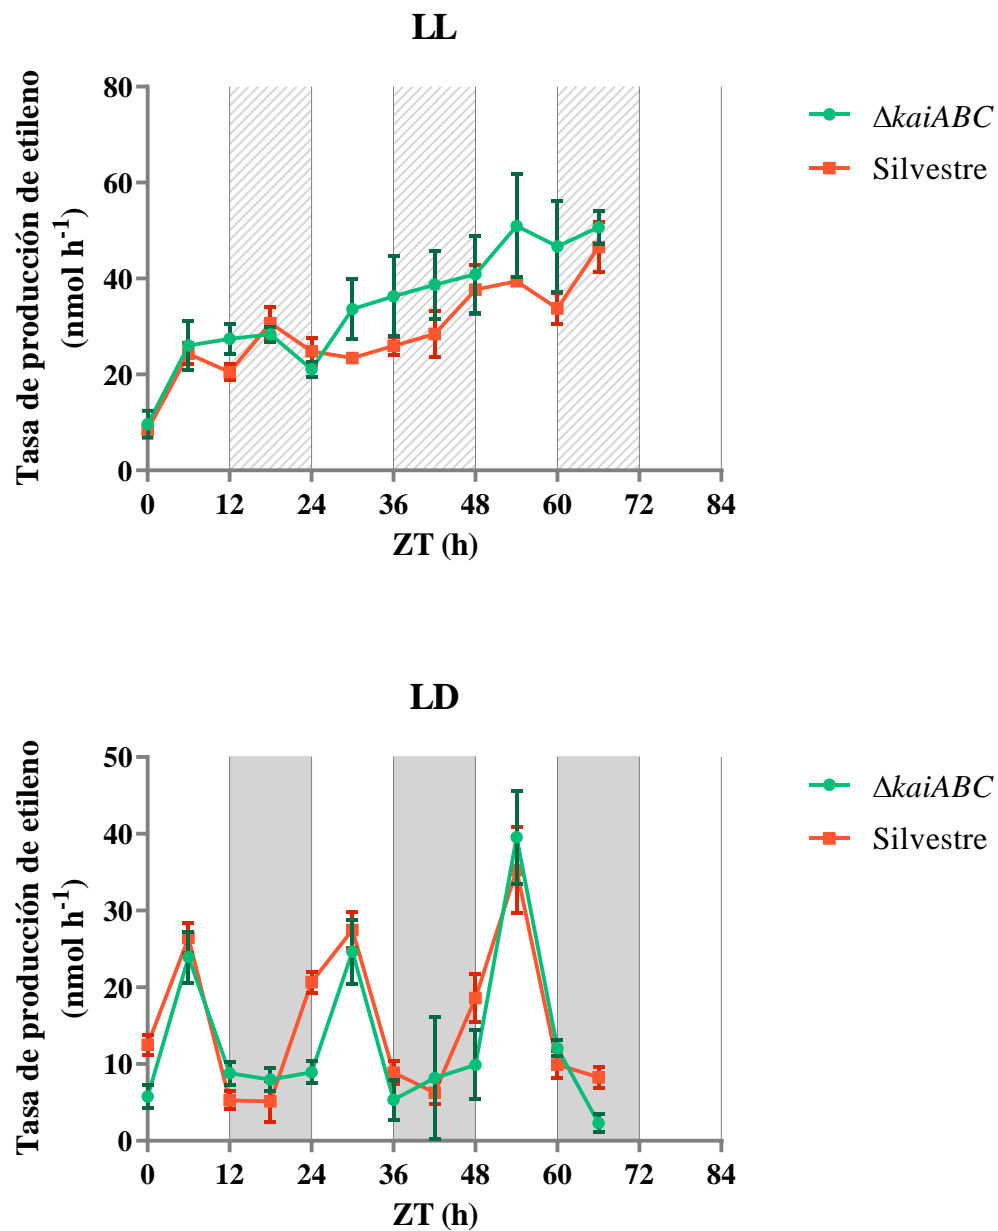 LL
Tasa de producción de etileno
(nmol h⁻¹)
80
60
40
20
0
0 12 24 36 48 60 72 84
ZT (h)
ΔkaiABC
Silvestre
LD
Tasa de producción de etileno
(nmol h⁻¹)
50
40
30
20
10
0
0 12 24 36 48 60 72 84
ZT (h)
ΔkaiABC
Silvestre